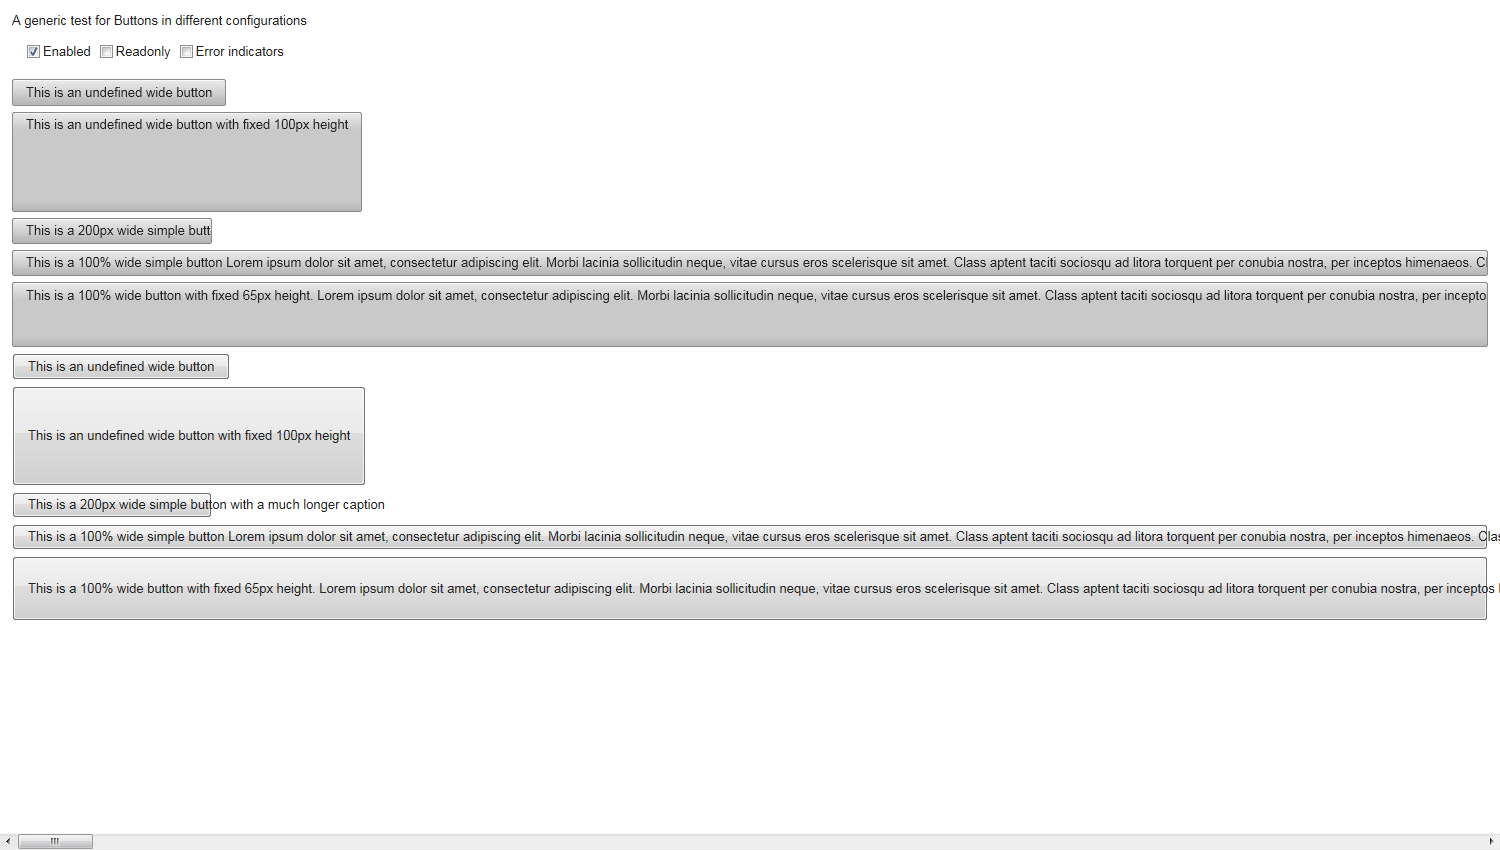 A generic test for Buttons in different configurations
Enabled Readonly Error indicators
This is an undefined wide button
This is an undefined wide button with fixed 100px height
This is a 200px wide simple butt
This is a 100% wide simple button Lorem ipsum dolor sit amet, consectetur adipiscing elit. Morbi lacinia sollicitudin neque, vitae cursus eros scelerisque sit amet. Class aptent taciti sociosqu ad litora torquent per conubia nostra, per inceptos himenaeos. C
This is a 100% wide button with fixed 65px height. Lorem ipsum dolor sit amet, consectetur adipiscing elit. Morbi lacinia sollicitudin neque, vitae cursus eros scelerisque sit amet. Class aptent taciti sociosqu ad litora torquent per conubia nostra, per incepto
This is an undefined wide button
This is an undefined wide button with fixed 100px height
This is a 200px wide simple button with a much longer caption
This is a 100% wide simple button Lorem ipsum dolor sit amet, consectetur adipiscing elit. Morbi lacinia sollicitudin neque, vitae cursus eros scelerisque sit amet. Class aptent taciti sociosqu ad litora torquent per conubia nostra, per inceptos himenaeos. Clas
This is a 100% wide button with fixed 65px height. Lorem ipsum dolor sit amet, consectetur adipiscing elit. Morbi lacinia sollicitudin neque, vitae cursus eros scelerisque sit amet. Class aptent taciti sociosqu ad litora torquent per conubia nostra, per inceptos